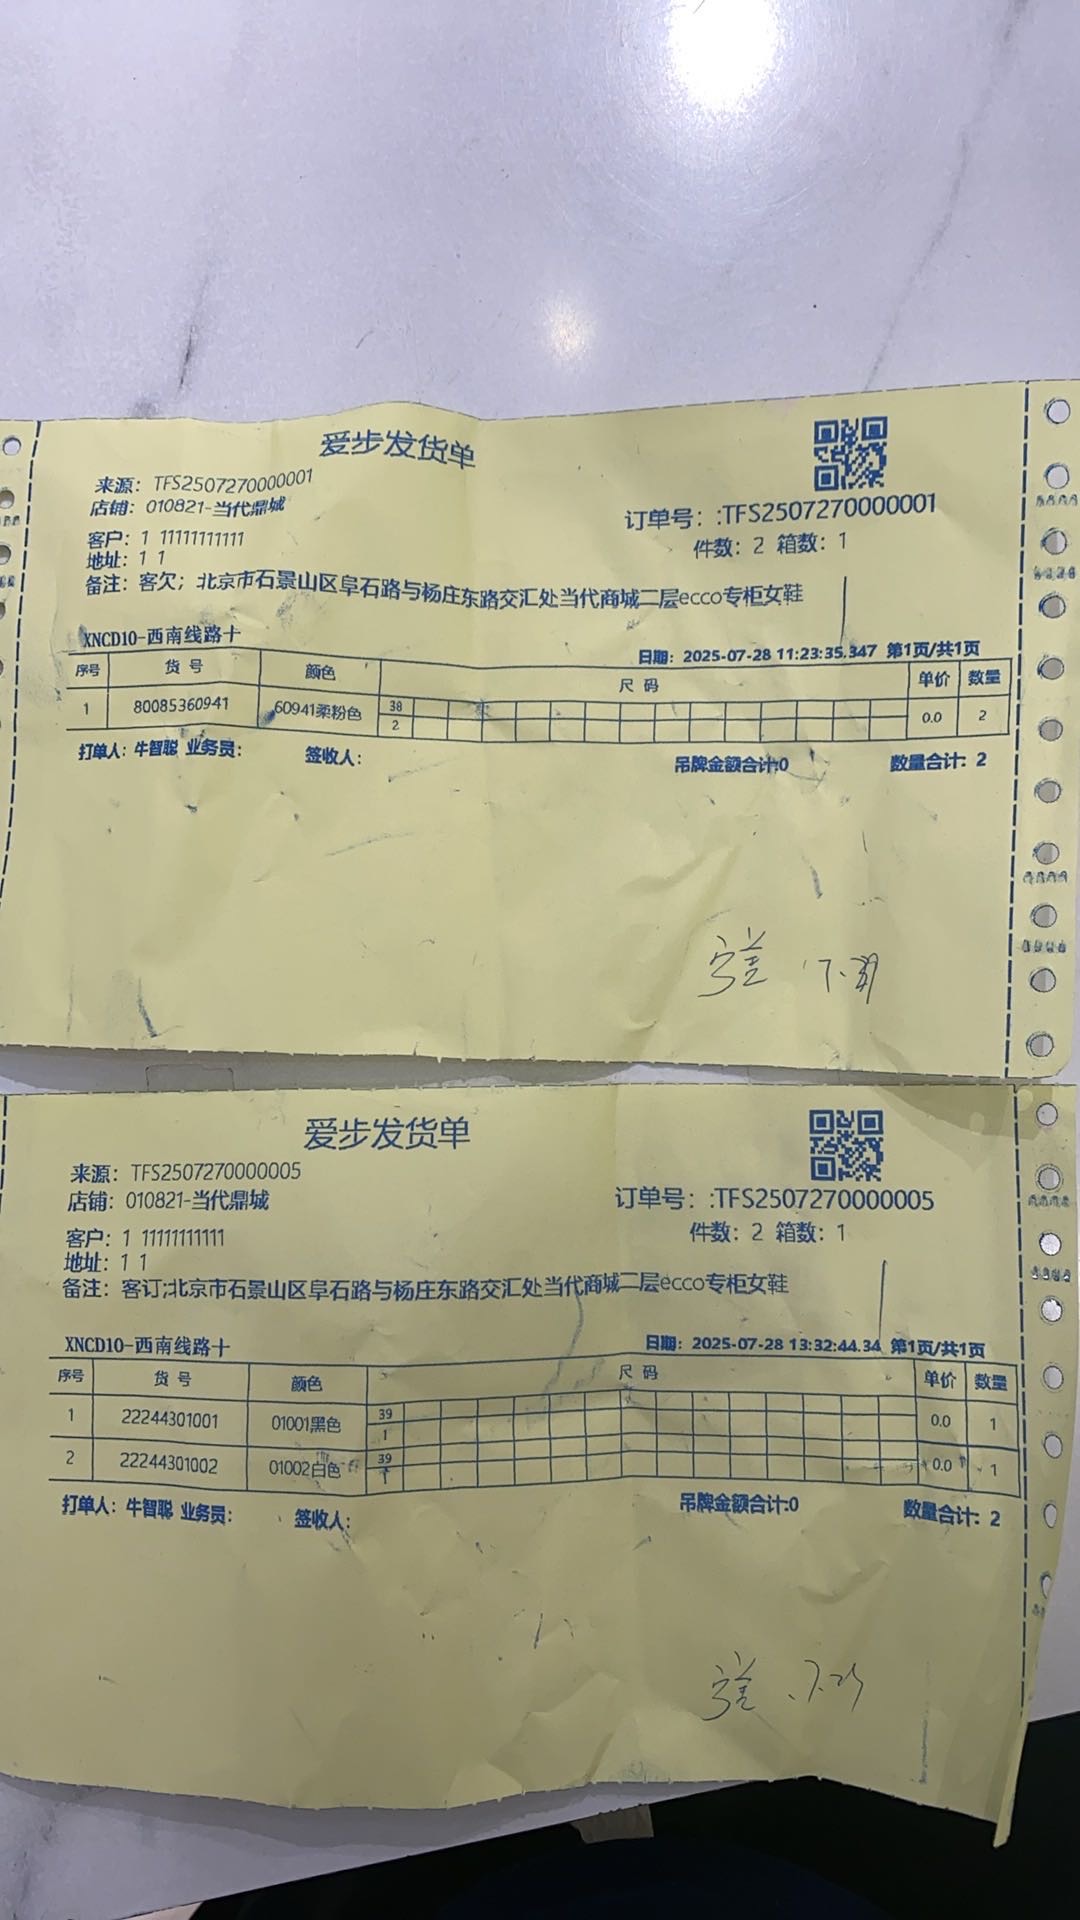 爱步发货单
来源：TFS2507270000001
店铺：010821-当代鼎城
订单号：:TFS2507270000001
客户：1 11111111111
件数：2 箱数：1
地址：1 1
备注：客欠；北京市石景山区阜石路与杨庄东路交汇处当代商城二层ecco专柜女鞋
XNCD10-西南线路十
日期：2025-07-28 11:23:35.347 第1页/共1页
序号 货号 颜色 尺码 单价 数量
1 80085360941 60941柔粉色 38 0.0 2
2
打单人：牛智聪 业务员： 签收人： 吊牌金额合计:0 数量合计：2
爱步发货单
来源：TFS2507270000005
店铺：010821-当代鼎城
订单号：:TFS2507270000005
客户：1 11111111111
件数：2 箱数：1
地址：1 1
备注：客订;北京市石景山区阜石路与杨庄东路交汇处当代商城二层ecco专柜女鞋
XNCD10-西南线路十
日期：2025-07-28 13:32:44.34 第1页/共1页
序号 货号 颜色 尺码 单价 数量
1 22244301001 01001黑色 39 0.0 1
1
2 22244301002 01002白色 39 0.0 1
1
打单人：牛智聪 业务员： 签收人： 吊牌金额合计:0 数量合计：2